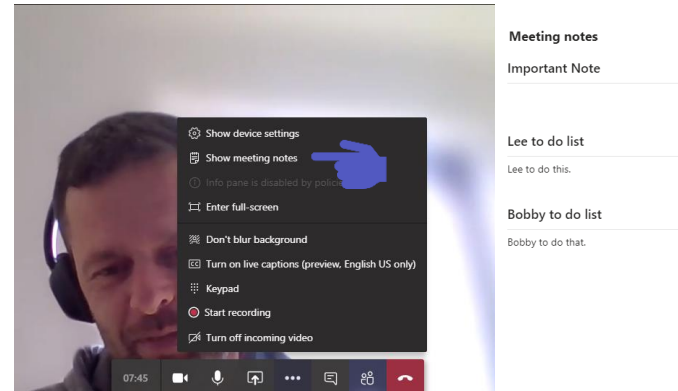 Show device settings
Show meeting notes
Info pane is disabled by policies
Enter full-screen
Don't blur background
CC Turn on live captions (preview, English US only)
Keypad
Start recording
Turn off incoming video
07:45
Meeting notes
Important Note
Lee to do list
Lee to do this.
Bobby to do list
Bobby to do that.